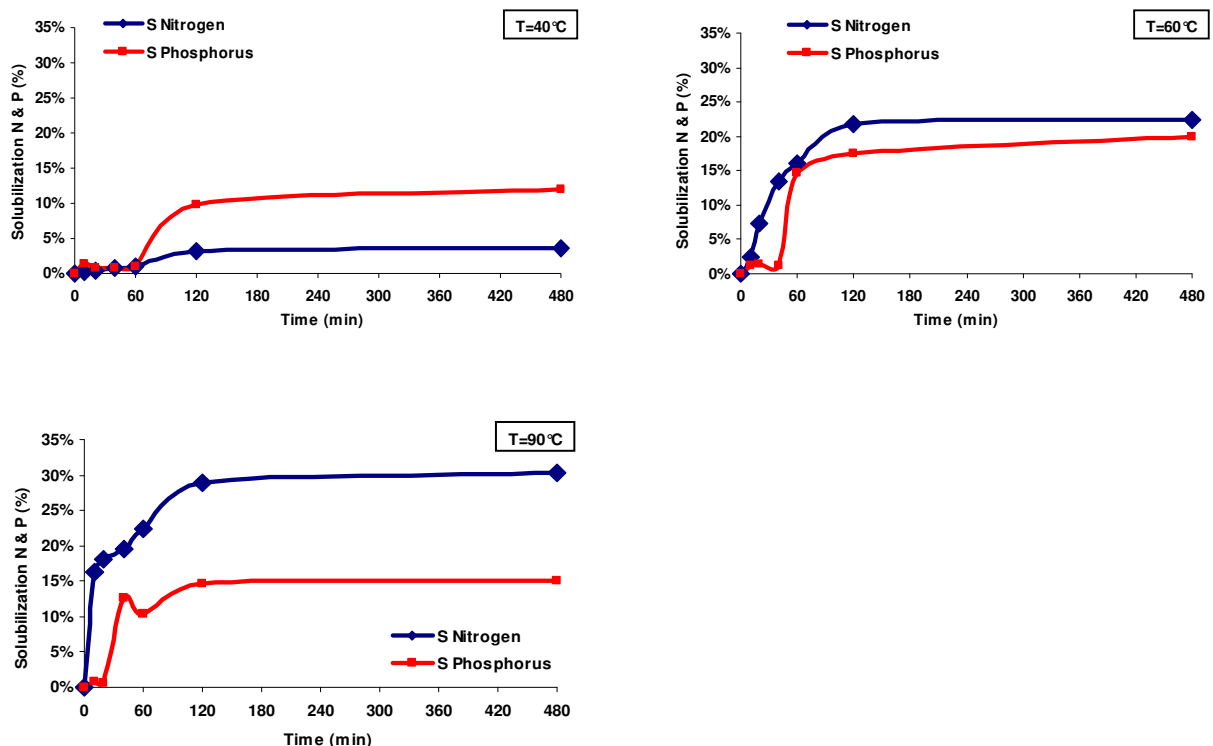 S Nitrogen
S Phosphorus
T=40°C
Solubilization N & P (%)
35%
30%
25%
20%
15%
10%
5%
0%
0 60 120 180 240 300 360 420 480
Time (min)
S Nitrogen
S Phosphorus
T=60°C
Solubilization N & P (%)
35%
30%
25%
20%
15%
10%
5%
0%
0 60 120 180 240 300 360 420 480
Time (min)
T=90°C
Solubilization N & P (%)
35%
30%
25%
20%
15%
10%
5%
0%
S Nitrogen
S Phosphorus
0 60 120 180 240 300 360 420 480
Time (min)